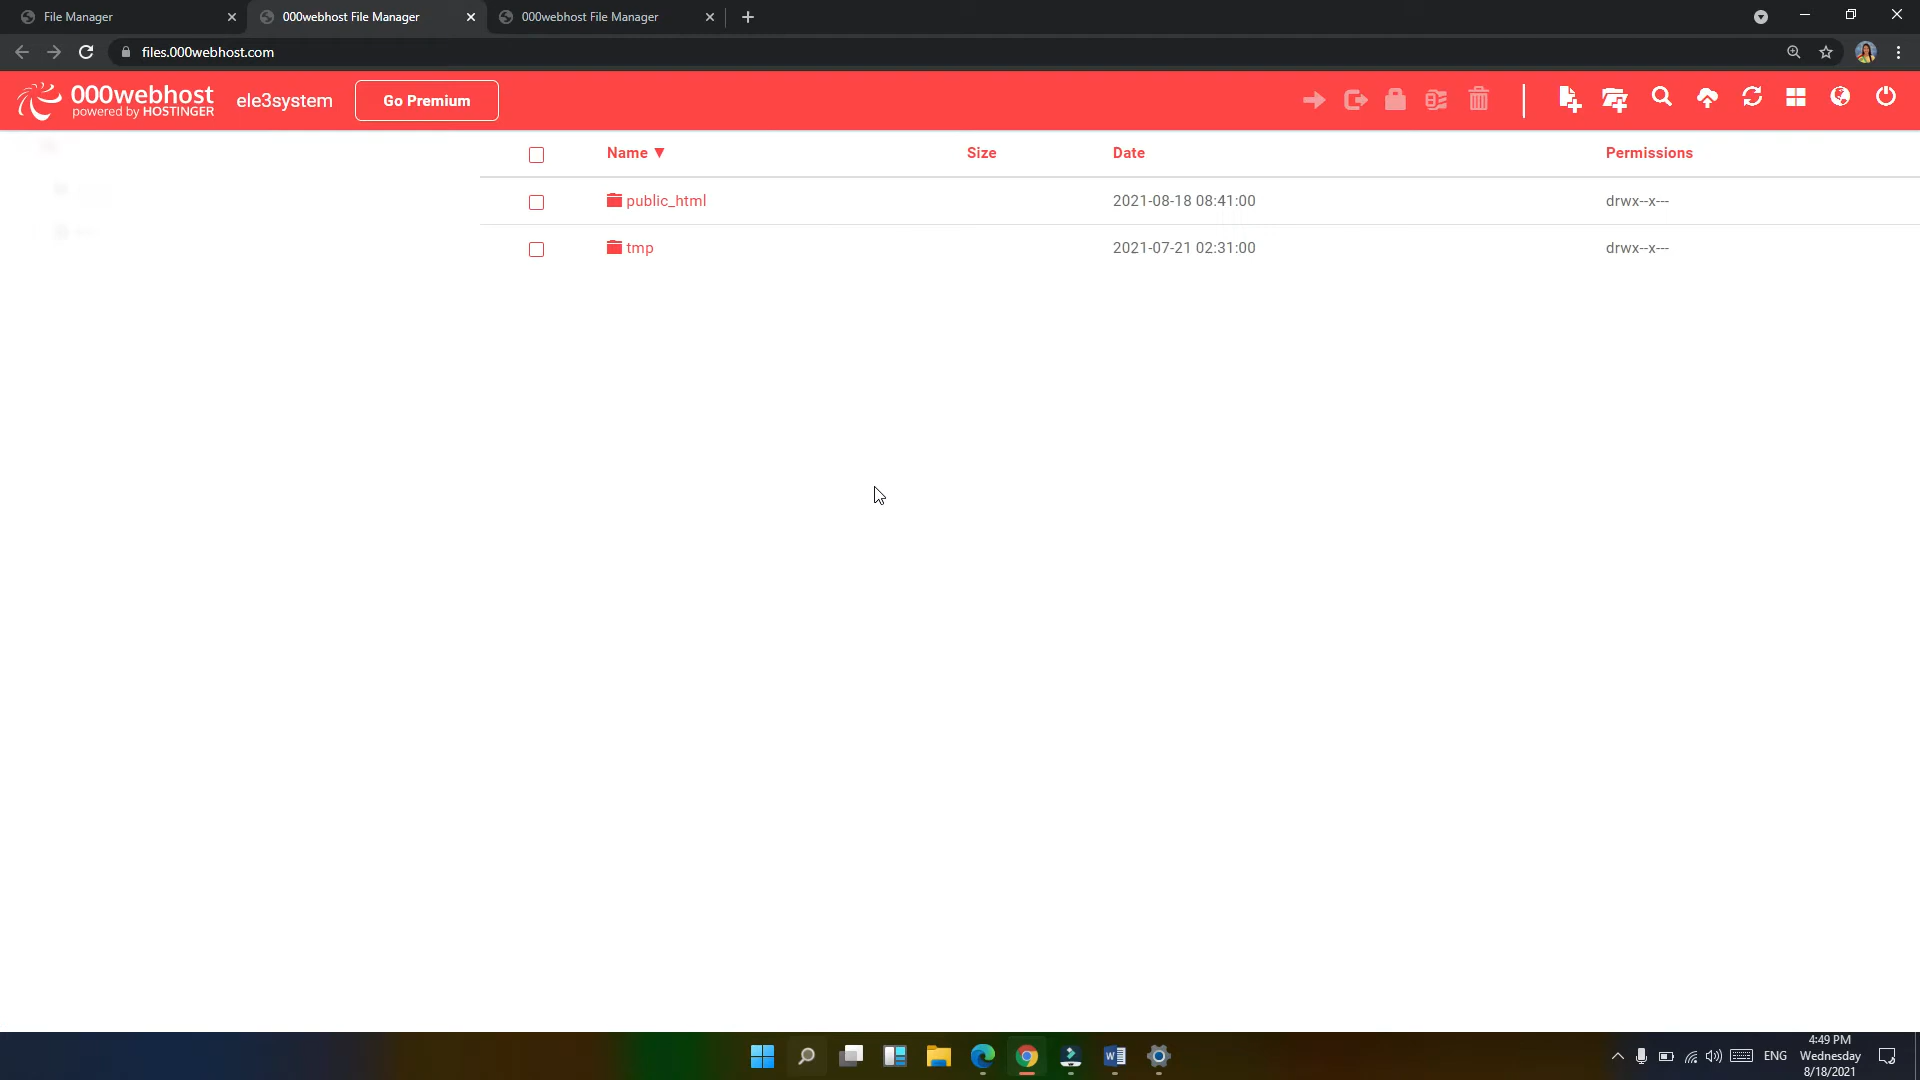 File Manager
000webhost File Manager
000webhost File Manager
files.000webhost.com
000webhost
powered by HOSTINGER
ele3system
Go Premium
Name ▼ Size Date Permissions
public_html 2021-08-18 08:41:00 drwx--x---
tmp 2021-07-21 02:31:00 drwx--x---
ENG
4:49 PM
Wednesday
8/18/2021